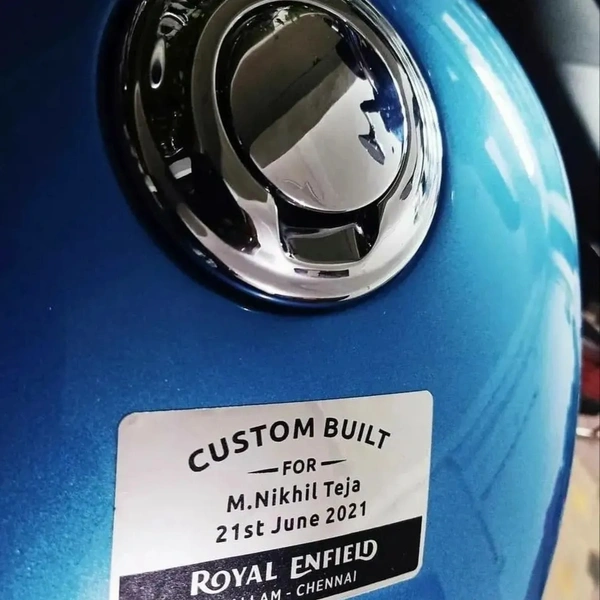 CUSTOM BUILT
FOR
M.Nikhil Teja
21st June 2021
ROYAL ENFIELD
- CHENNAI